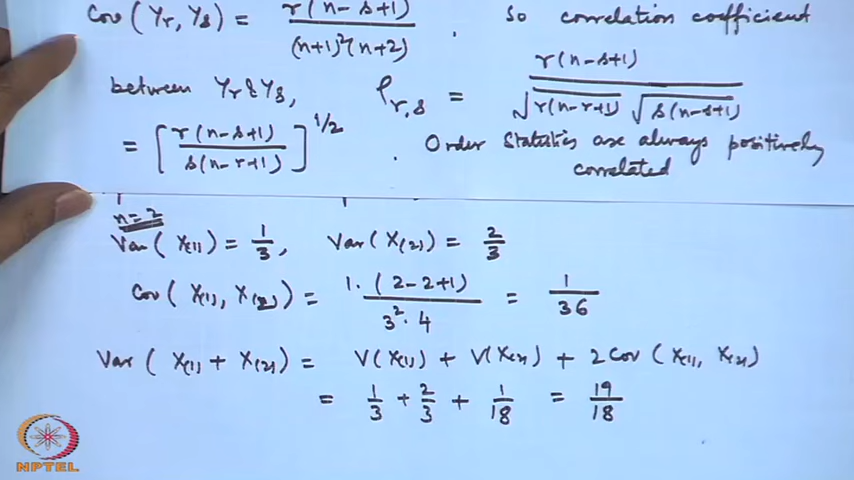 Cov(Yr, Ys) = r(n-s+1) / (n+1)²(n+2) . So correlation coefficient
between Yr & Ys, ρr,s = r(n-s+1) / √r(n-r+1) √s(n-s+1)
= [ r(n-s+1) / s(n-r+1) ]^1/2 . Order Statistics are always positively
correlated
n=2
Var(X(1)) = 1/3, Var(X(2)) = 2/3
Cov(X(1), X(2)) = 1.(2-2+1) / 3².4 = 1/36
Var(X(1) + X(2)) = V(X(1)) + V(X(2)) + 2Cov(X(1), X(2))
= 1/3 + 2/3 + 1/18 = 19/18
NPTEL